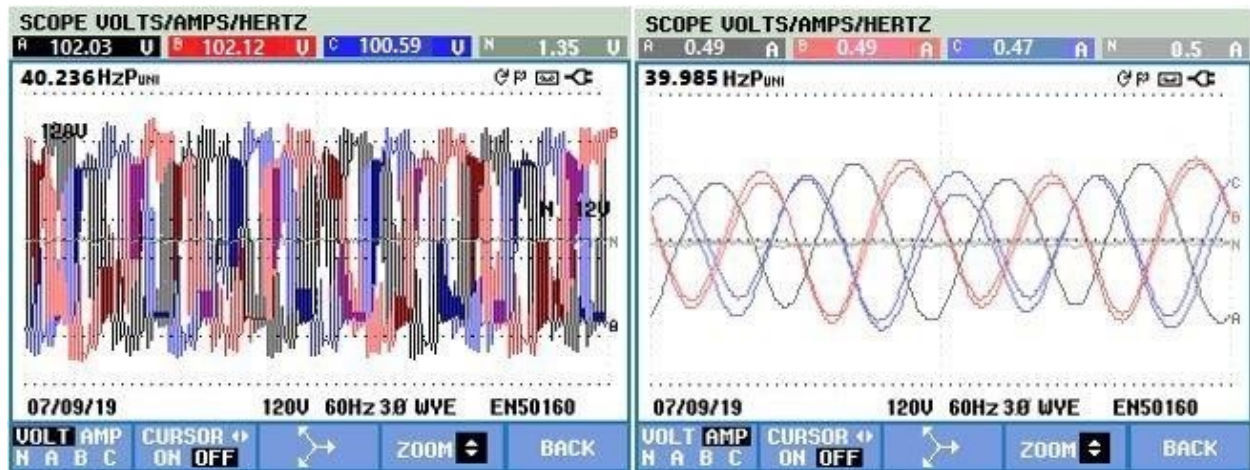 SCOPE VOLTS/AMPS/HERTZ
A 102.03 V B 102.12 V C 100.59 V N 1.35 V
40.236HzPUNI
120V
B
N 12V
N
A
07/09/19 120V 60Hz 3Ø WYE EN50160
VOLT AMP CURSOR ZOOM BACK
N A B C ON OFF
SCOPE VOLTS/AMPS/HERTZ
A 0.49 A B 0.49 A C 0.47 A N 0.5 A
39.985 HzPUNI
C
B
N
A
07/09/19 120V 60Hz 3Ø WYE EN50160
VOLT AMP CURSOR ZOOM BACK
N A B C ON OFF